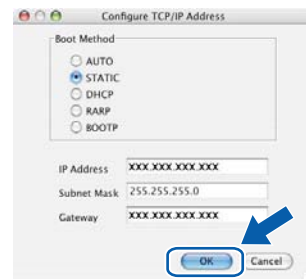 Configure TCP/IP Address
Boot Method
AUTO
STATIC
DHCP
RARP
BOOTP
IP Address XXX.XXX.XXX.XXX
Subnet Mask 255.255.255.0
Gateway XXX.XXX.XXX.XXX
OK Cancel